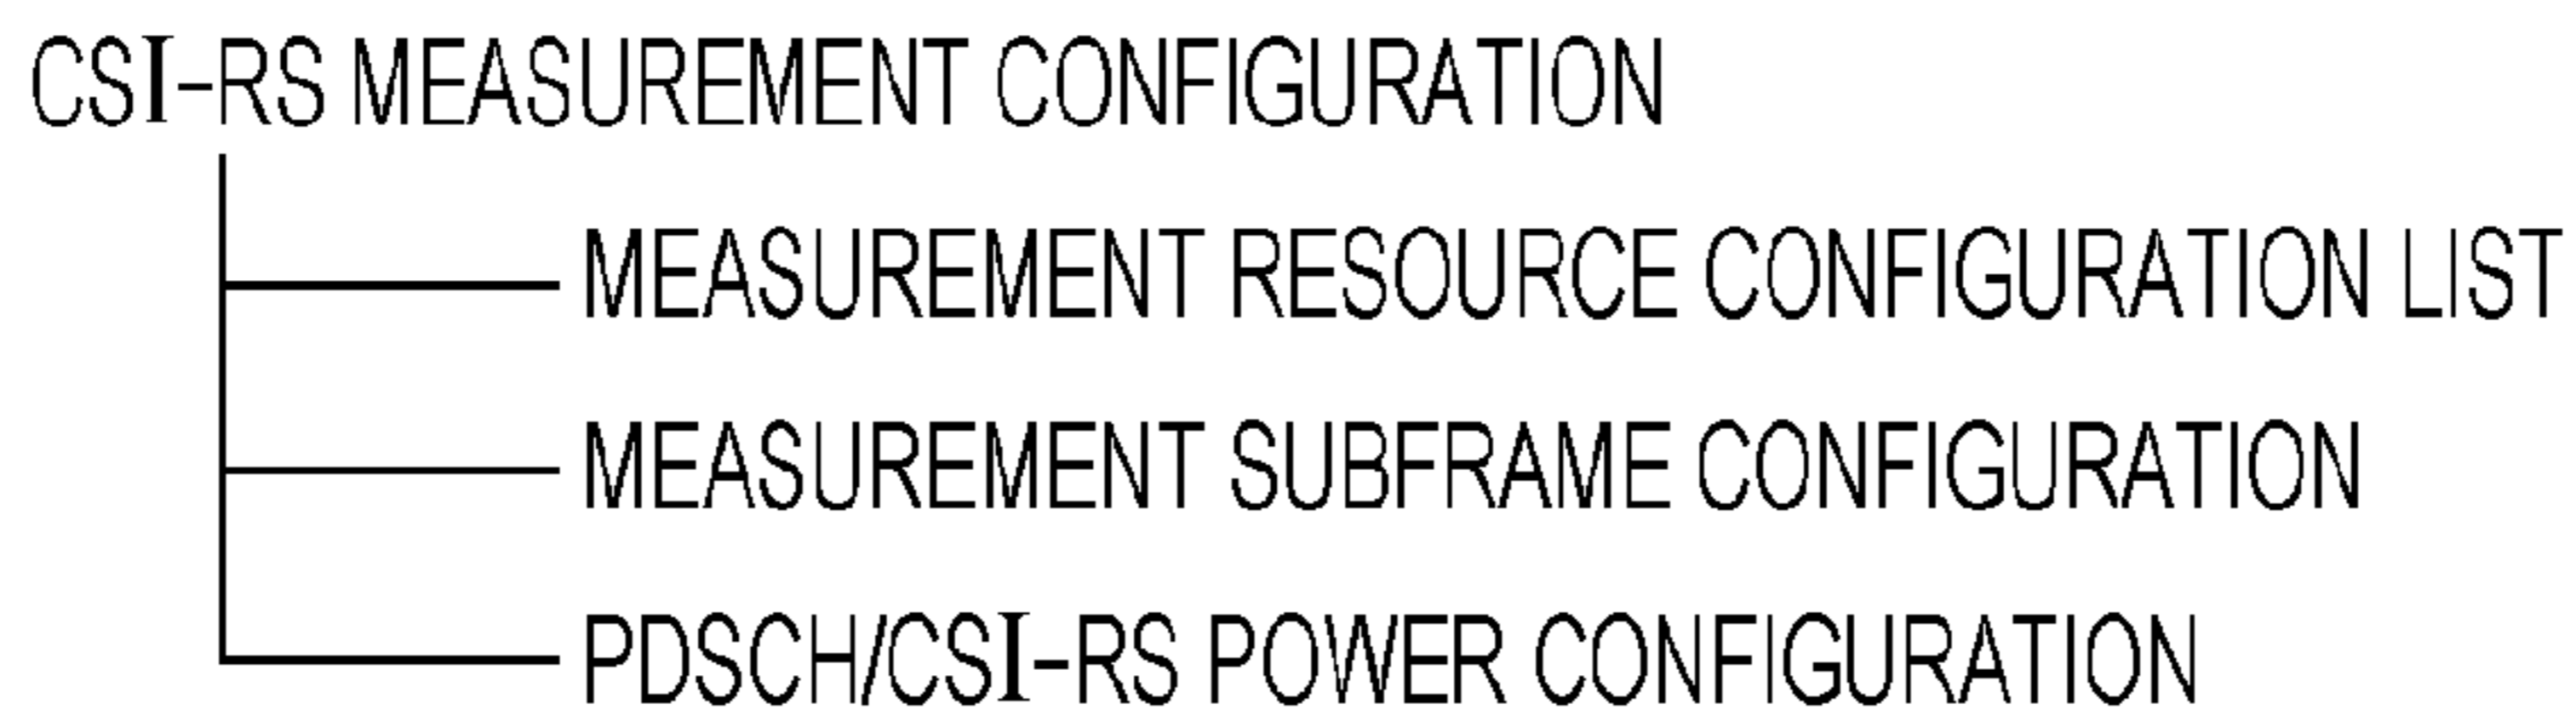 CSI-RS MEASUREMENT CONFIGURATION
MEASUREMENT RESOURCE CONFIGURATION LIST
MEASUREMENT SUBFRAME CONFIGURATION
PDSCH/CSI-RS POWER CONFIGURATION